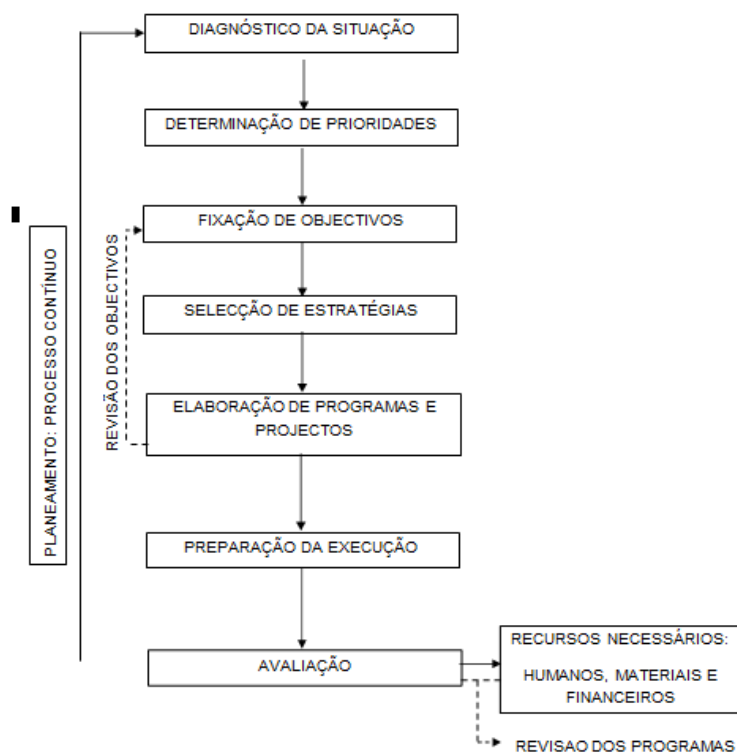 DIAGNÓSTICO DA SITUAÇÃO
DETERMINAÇÃO DE PRIORIDADES
FIXAÇÃO DE OBJECTIVOS
SELECÇÃO DE ESTRATÉGIAS
ELABORAÇÃO DE PROGRAMAS E
PROJECTOS
PREPARAÇÃO DA EXECUÇÃO
AVALIAÇÃO
PLANEAMENTO: PROCESSO CONTÍNUO
REVISÃO DOS OBJECTIVOS
RECURSOS NECESSÁRIOS:
HUMANOS, MATERIAIS E
FINANCEIROS
REVISAO DOS PROGRAMAS